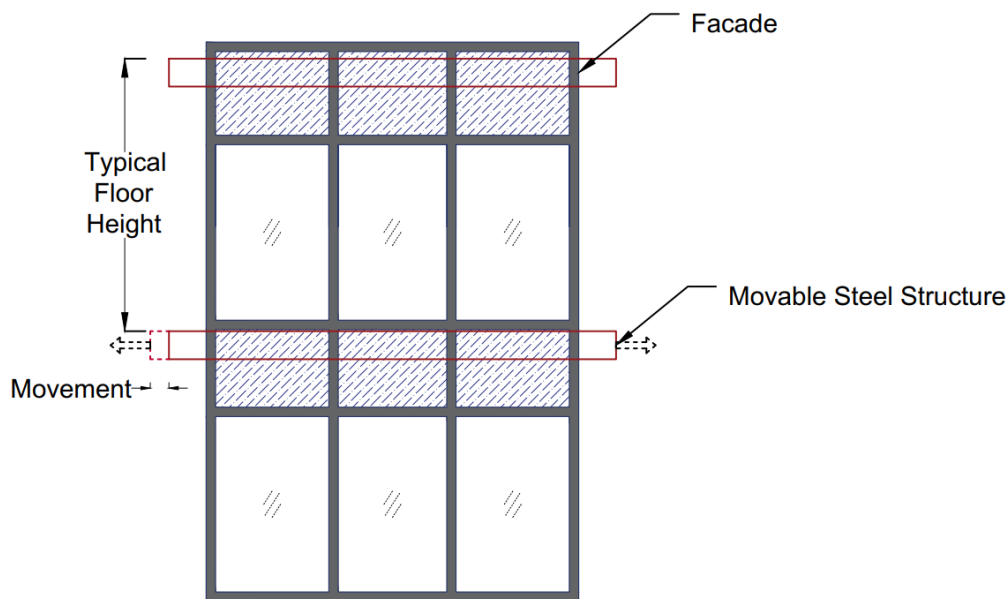 Facade
Typical
Floor
Height
Movable Steel Structure
Movement